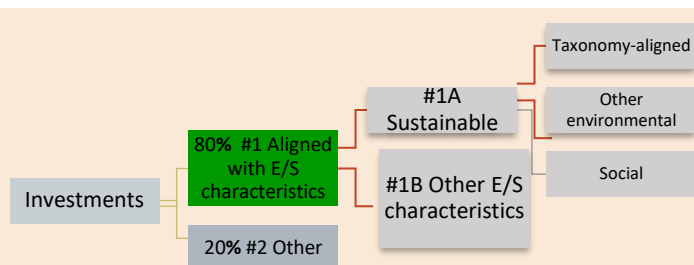 Investments
80% #1 Aligned
with E/S
characteristics
20% #2 Other
#1A
Sustainable
#1B Other E/S
characteristics
Taxonomy-aligned
Other
environmental
Social